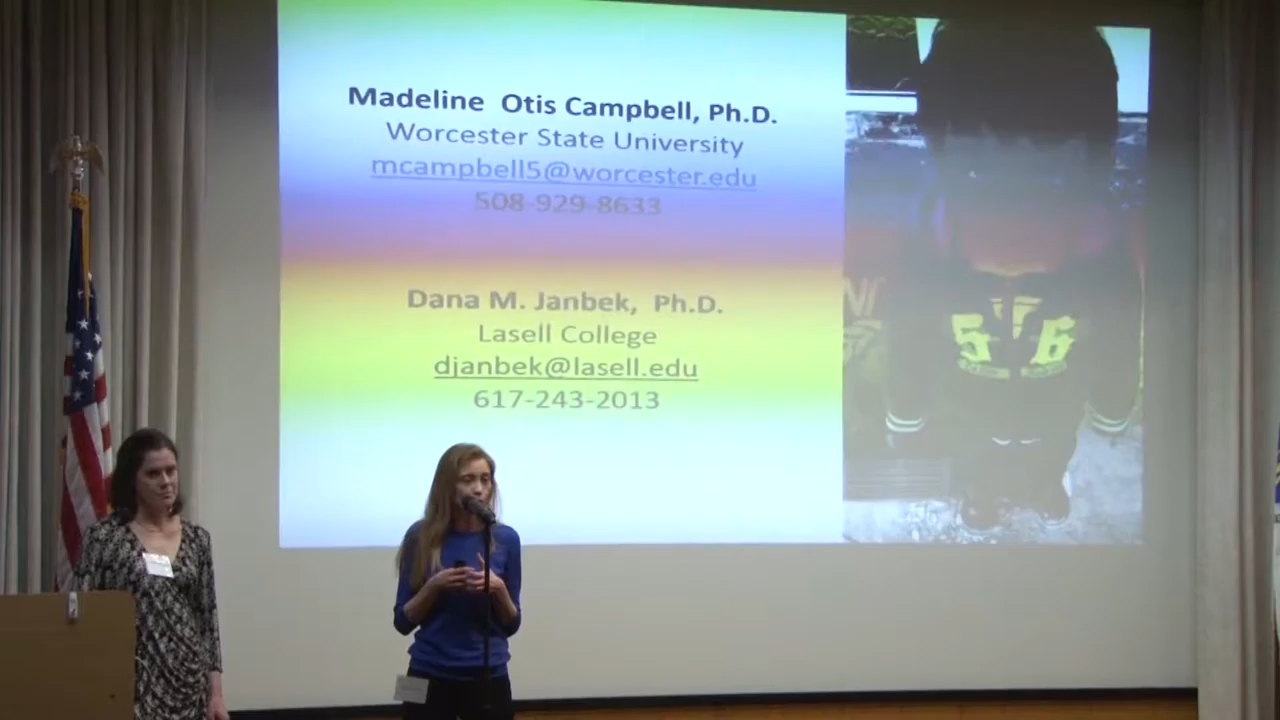 Madeline Otis Campbell, Ph.D.
Worcester State University
mcampbell5@worcester.edu
508-929-8633
Dana M. Janbek, Ph.D.
Lasell College
djanbek@lasell.edu
617-243-2013
56